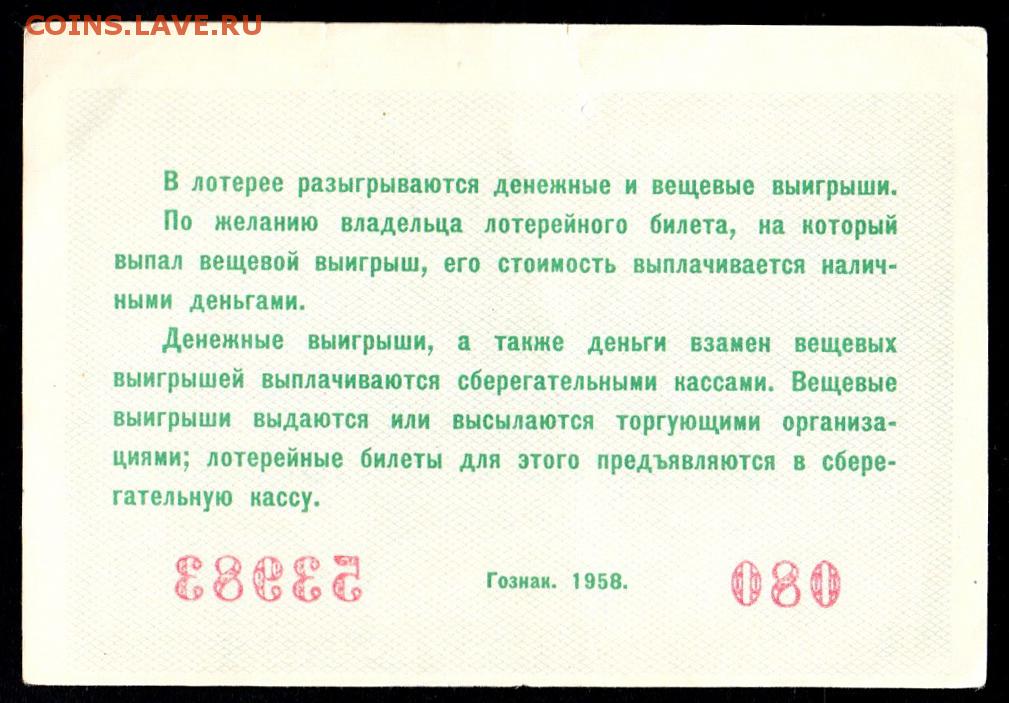 COINS.LAVE.RU
В лотерее разыгрываются денежные и вещевые выигрыши.
По желанию владельца лотерейного билета, на который
выпал вещевой выигрыш, его стоимость выплачивается налич-
ными деньгами.
Денежные выигрыши, а также деньги взамен вещевых
выигрышей выплачиваются сберегательными кассами. Вещевые
выигрыши выдаются или высылаются торгующими организа-
циями; лотерейные билеты для этого предъявляются в сбере-
гательную кассу.
53983 Гознак. 1958. 080